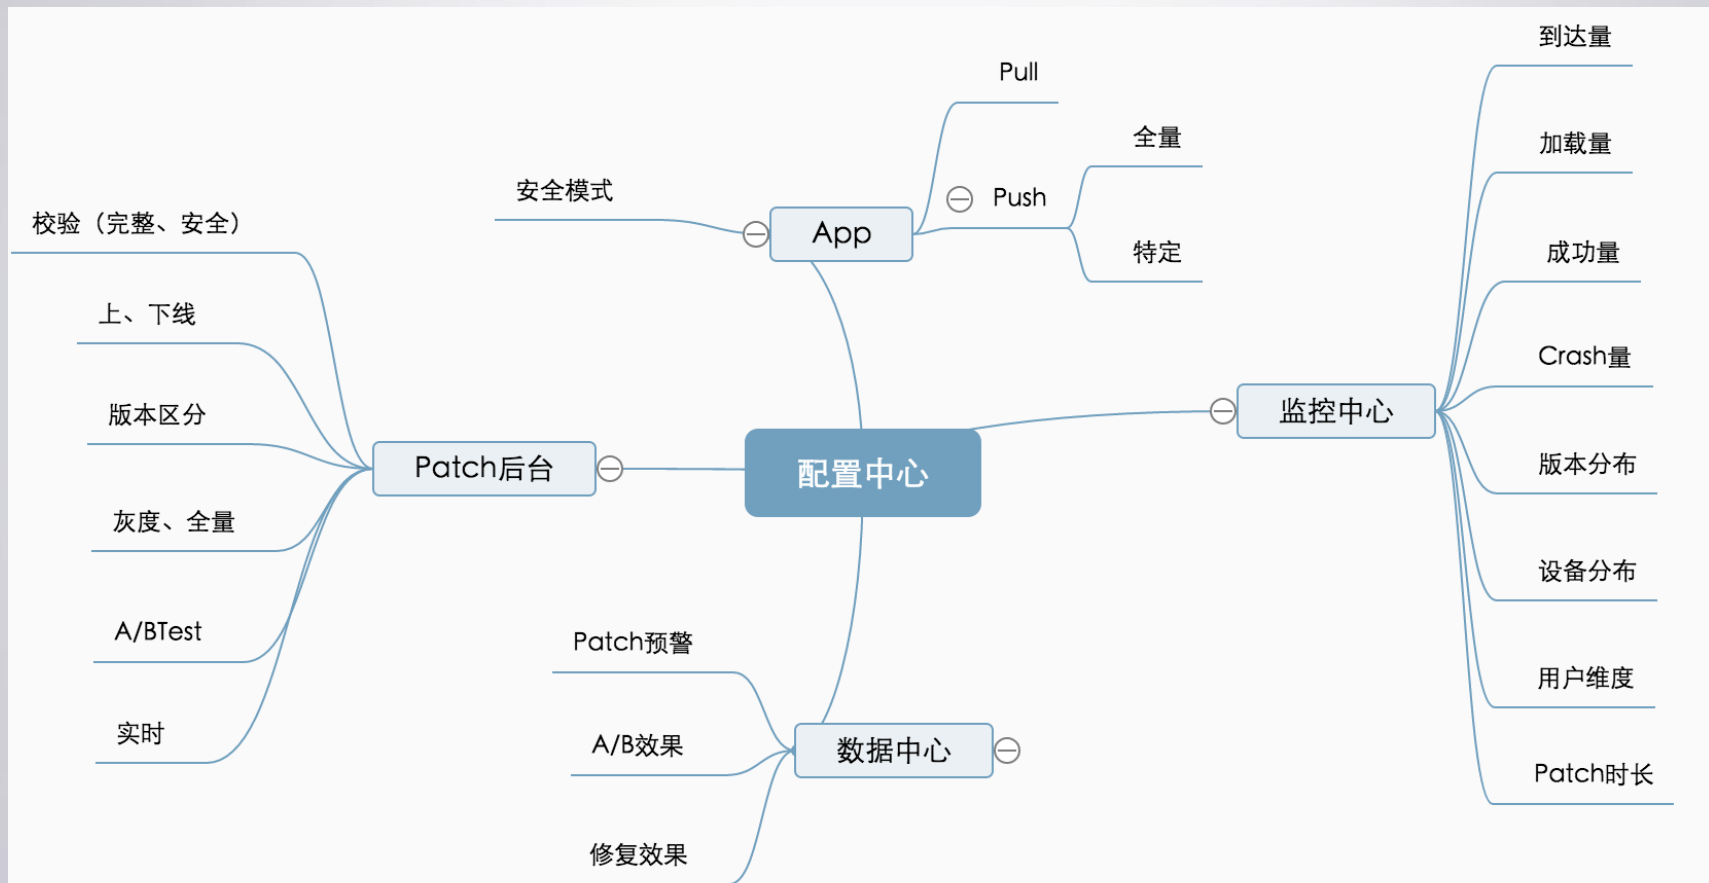 配置中心
App
安全模式
Pull
Push
全量
特定
监控中心
到达量
加载量
成功量
Crash量
版本分布
设备分布
用户维度
Patch时长
Patch后台
校验（完整、安全）
上、下线
版本区分
灰度、全量
A/BTest
实时
数据中心
Patch预警
A/B效果
修复效果